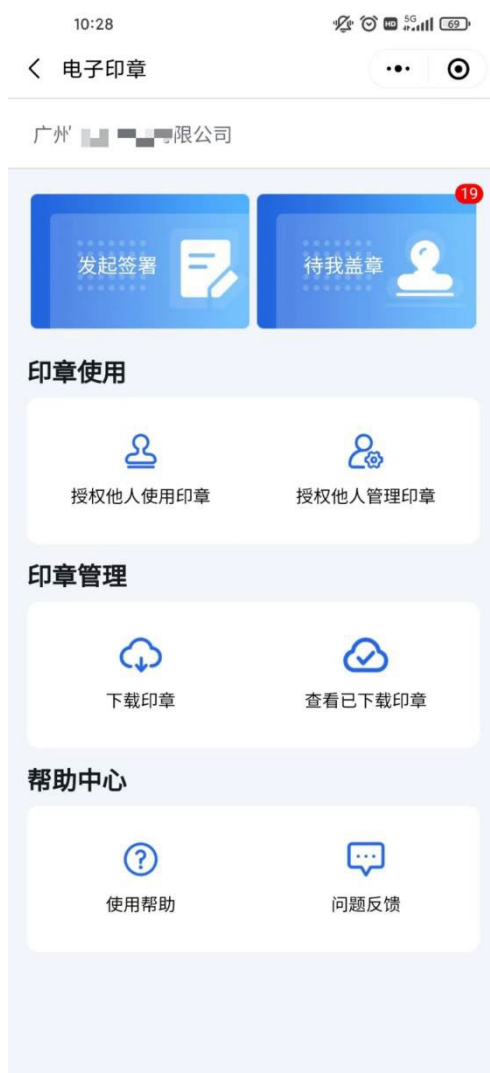 10:28
HD 5G 69
电子印章
广州 限公司
19
发起签署
待我盖章
印章使用
授权他人使用印章
授权他人管理印章
印章管理
下载印章
查看已下载印章
帮助中心
使用帮助
问题反馈